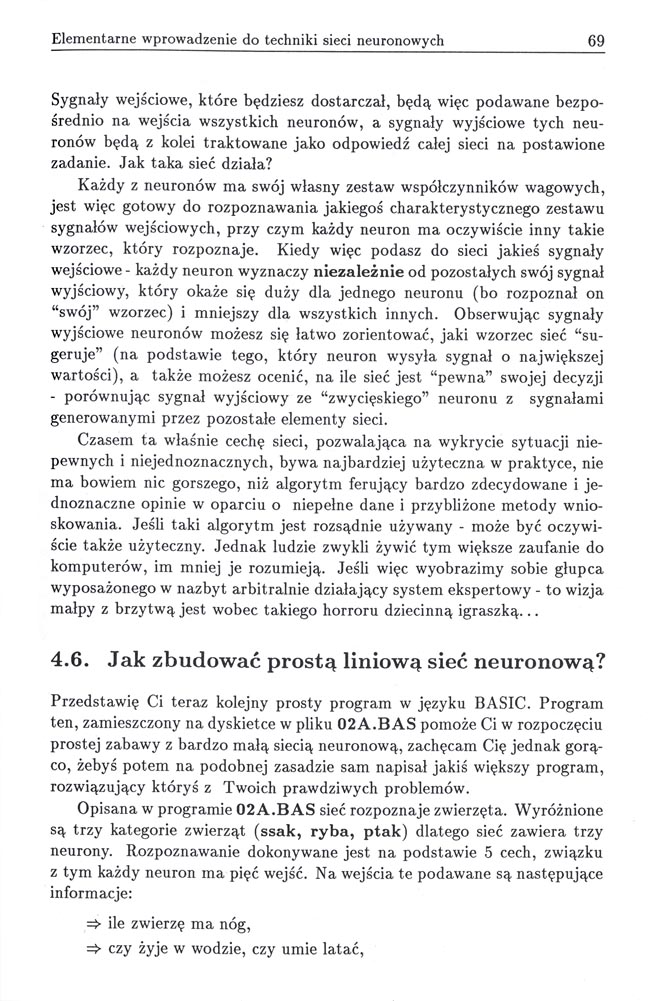 Elementarne wprowadzenie do techniki sieci neuronowych 69
Sygnały wejściowe, które będziesz dostarczał, będą więc podawane bezpo-
średnio na wejścia wszystkich neuronów, a sygnały wyjściowe tych neu-
ronów będą z kolei traktowane jako odpowiedź całej sieci na postawione
zadanie. Jak taka sieć działa?
Każdy z neuronów ma swój własny zestaw współczynników wagowych,
jest więc gotowy do rozpoznawania jakiegoś charakterystycznego zestawu
sygnałów wejściowych, przy czym każdy neuron ma oczywiście inny takie
wzorzec, który rozpoznaje. Kiedy więc podasz do sieci jakieś sygnały
wejściowe - każdy neuron wyznaczy niezależnie od pozostałych swój sygnał
wyjściowy, który okaże się duży dla jednego neuronu (bo rozpoznał on
“swój” wzorzec) i mniejszy dla wszystkich innych. Obserwując sygnały
wyjściowe neuronów możesz się łatwo zorientować, jaki wzorzec sieć “su-
geruje” (na podstawie tego, który neuron wysyła sygnał o największej
wartości), a także możesz ocenić, na ile sieć jest “pewna” swojej decyzji
- porównując sygnał wyjściowy ze “zwycięskiego” neuronu z sygnałami
generowanymi przez pozostałe elementy sieci.
Czasem ta właśnie cechę sieci, pozwalająca na wykrycie sytuacji nie-
pewnych i niejednoznacznych, bywa najbardziej użyteczna w praktyce, nie
ma bowiem nic gorszego, niż algorytm ferujący bardzo zdecydowane i je-
dnoznaczne opinie w oparciu o niepełne dane i przybliżone metody wnio-
skowania. Jeśli taki algorytm jest rozsądnie używany - może być oczywi-
ście także użyteczny. Jednak ludzie zwykli żywić tym większe zaufanie do
komputerów, im mniej je rozumieją. Jeśli więc wyobrazimy sobie głupca
wyposażonego w nazbyt arbitralnie działający system ekspertowy - to wizja
małpy z brzytwą jest wobec takiego horroru dziecinną igraszką...
4.6. Jak zbudować prostą liniową sieć neuronową?
Przedstawię Ci teraz kolejny prosty program w języku BASIC. Program
ten, zamieszczony na dyskietce w pliku 02A.BAS pomoże Ci w rozpoczęciu
prostej zabawy z bardzo małą siecią neuronową, zachęcam Cię jednak gorą-
co, żebyś potem na podobnej zasadzie sam napisał jakiś większy program,
rozwiązujący któryś z Twoich prawdziwych problemów.
Opisana w programie 02A.BAS sieć rozpoznaje zwierzęta. Wyróżnione
są trzy kategorie zwierząt (ssak, ryba, ptak) dlatego sieć zawiera trzy
neurony. Rozpoznawanie dokonywane jest na podstawie 5 cech, związku
z tym każdy neuron ma pięć wejść. Na wejścia te podawane są następujące
informacje:
⇒ ile zwierzę ma nóg,
⇒ czy żyje w wodzie, czy umie latać,